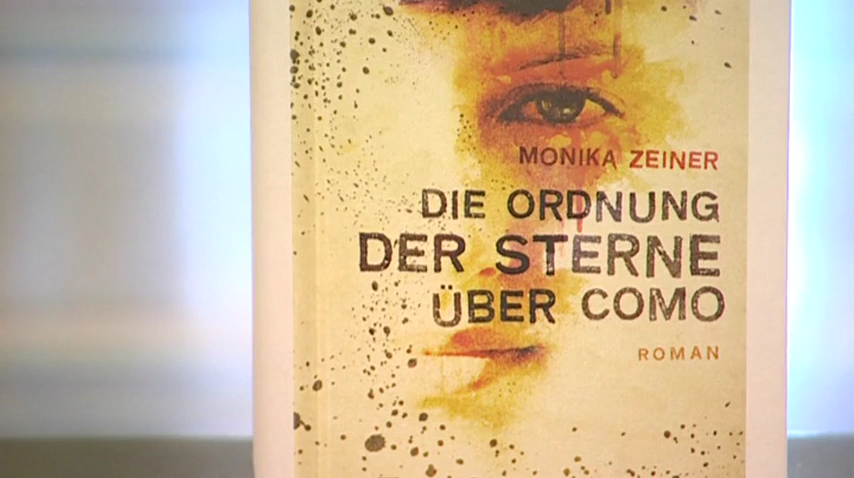 MONIKA ZEINER
DIE ORDNUNG
DER STERNE
ÜBER COMO
ROMAN